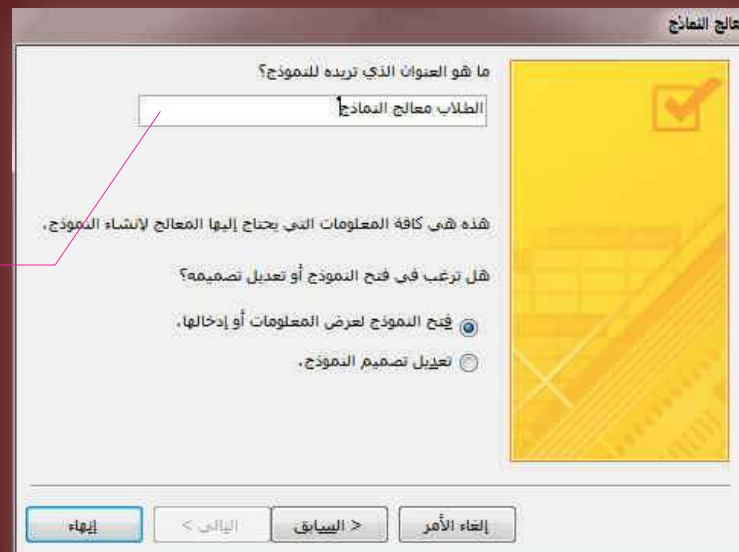 معالج النماذج
ما هو العنوان الذي تريده للنموذج؟
الطلاب معالج النماذج
هذه هي كافة المعلومات التي يحتاج إليها المعالج لإنشاء النموذج.
هل ترغب في فتح النموذج أو تعديل تصميمه؟
فتح النموذج لعرض المعلومات أو إدخالها.
تعديل تصميم النموذج.
إلغاء الأمر
< السابق
التالي >
إنهاء